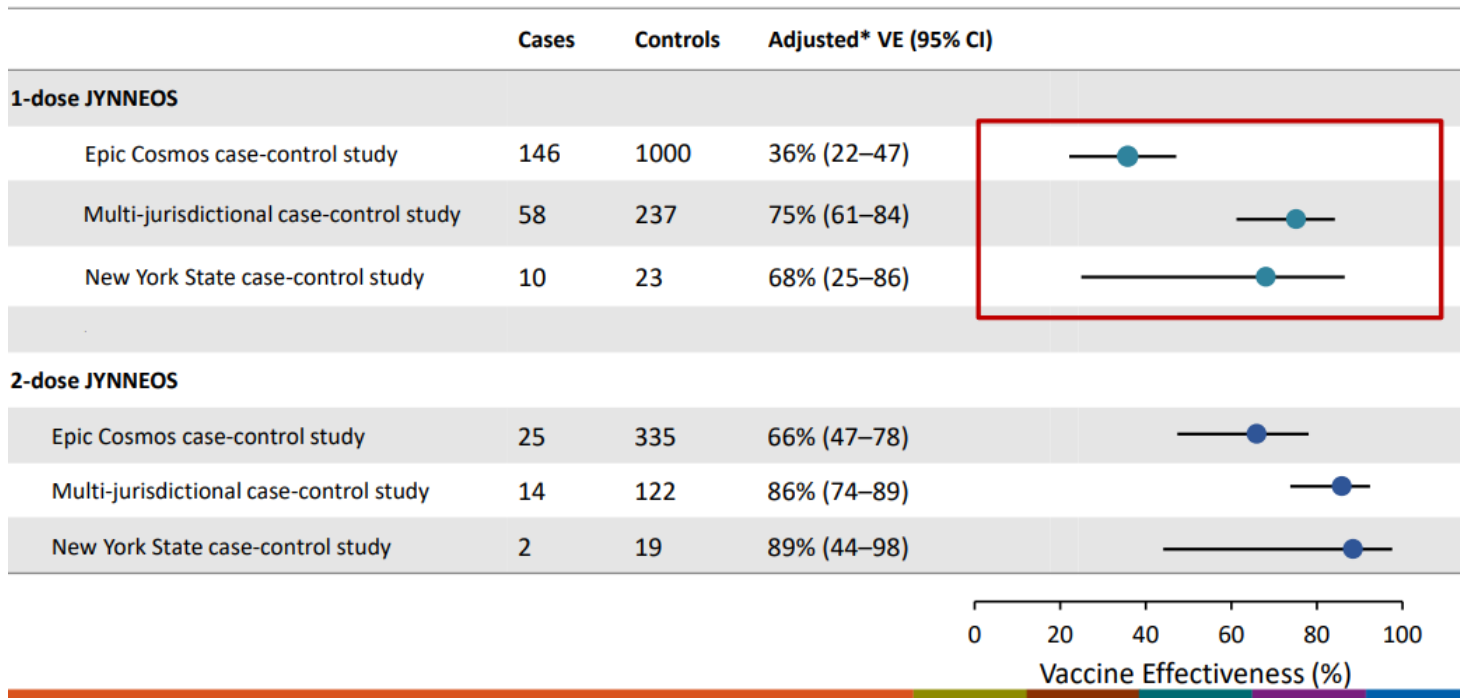 Cases Controls Adjusted* VE (95% CI)
1-dose JYNNEOS
Epic Cosmos case-control study 146 1000 36% (22–47)
Multi-jurisdictional case-control study 58 237 75% (61–84)
New York State case-control study 10 23 68% (25–86)
2-dose JYNNEOS
Epic Cosmos case-control study 25 335 66% (47–78)
Multi-jurisdictional case-control study 14 122 86% (74–89)
New York State case-control study 2 19 89% (44–98)
0 20 40 60 80 100
Vaccine Effectiveness (%)